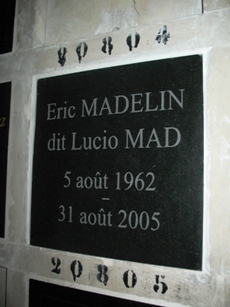 20804
Eric MADELIN
dit Lucio MAD
5 août 1962
–
31 août 2005
20805